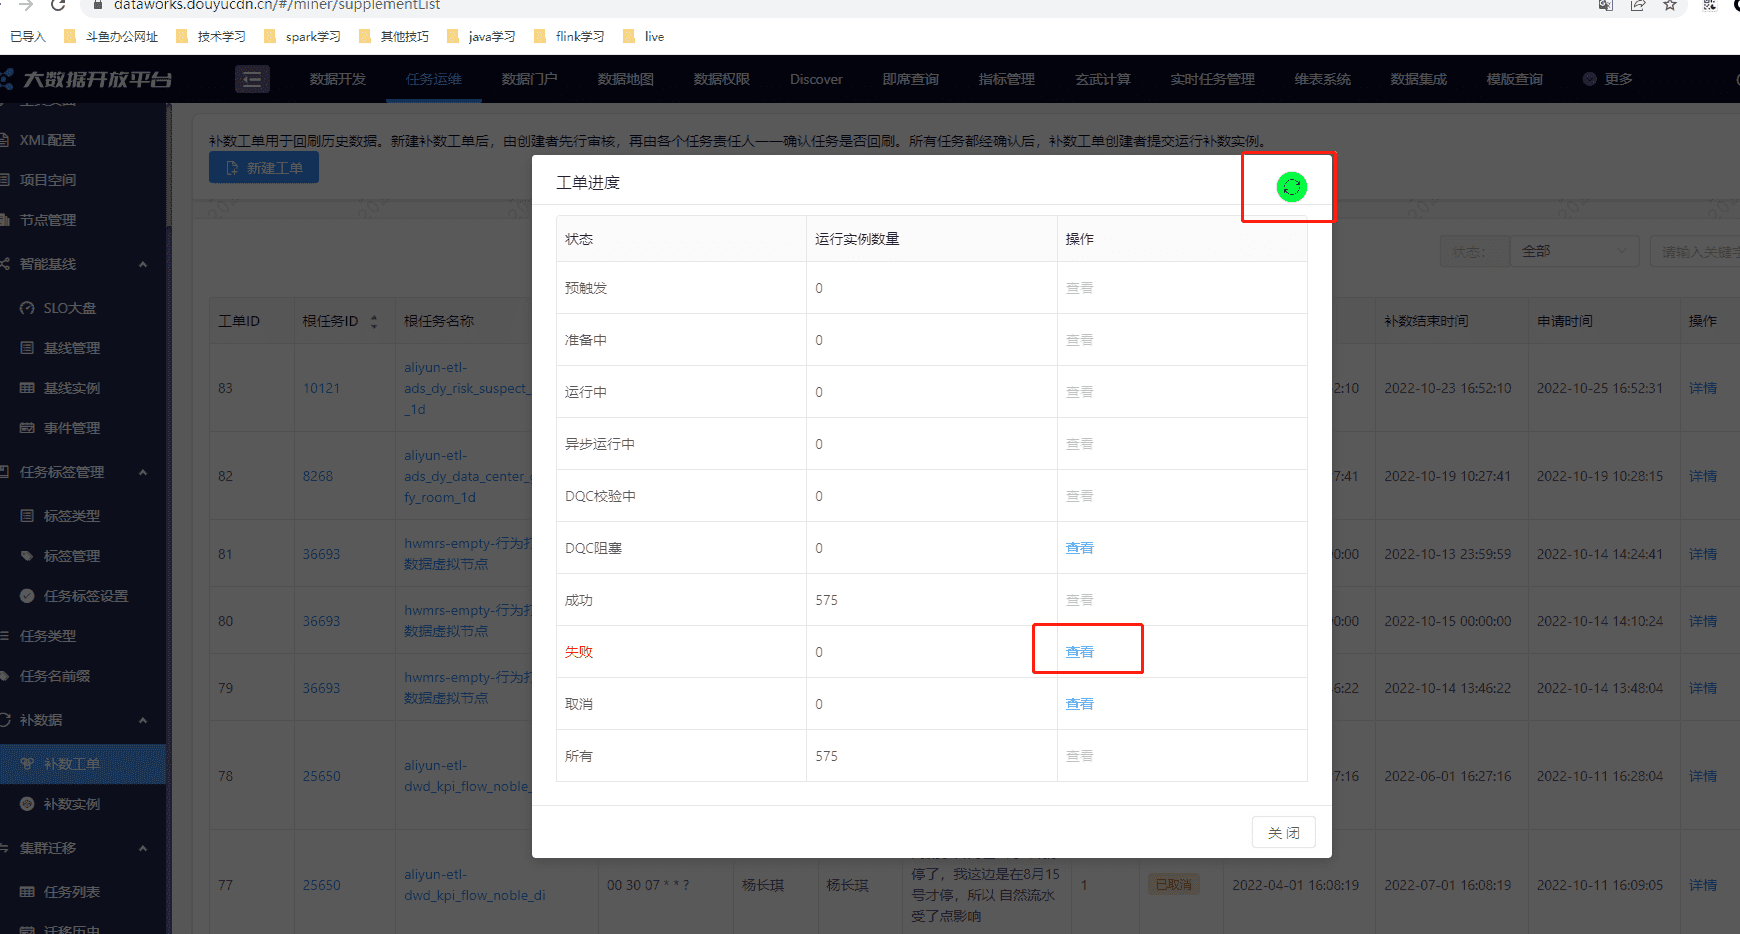 dataworks.douyucdn.cn/#/miner/supplementList
已导入 斗鱼办公网址 技术学习 spark学习 其他技巧 java学习 flink学习 live
大数据开放平台 数据开发 任务运维 数据门户 数据地图 数据权限 Discover 即席查询 指标管理 玄武计算 实时任务管理 维表系统 数据集成 模版查询 更多
XML配置
项目空间
节点管理
智能基线
SLO大盘
基线管理
基线实例
事件管理
任务标签管理
标签类型
标签管理
任务标签设置
任务类型
任务名前缀
补数据
补数工单
补数实例
集群迁移
任务列表
迁移历史
补数工单用于回刷历史数据。新建补数工单后，由创建者先行审核，再由各个任务责任人一一确认任务是否回刷。所有任务都经确认后，补数工单创建者提交运行补数实例。
新建工单
状态： 全部 请输入关键字
工单ID 根任务ID 根任务名称 补数结束时间 申请时间 操作
83 10121 aliyun-etl-
ads_dy_risk_suspect_
_1d
2:10 2022-10-23 16:52:10 2022-10-25 16:52:31 详情
82 8268 aliyun-etl-
ads_dy_data_center_
fy_room_1d
7:41 2022-10-19 10:27:41 2022-10-19 10:28:15 详情
81 36693 hwmrs-empty-行为打
数据虚拟节点
00:00 2022-10-13 23:59:59 2022-10-14 14:24:41 详情
80 36693 hwmrs-empty-行为打
数据虚拟节点
0:00 2022-10-15 00:00:00 2022-10-14 14:10:24 详情
79 36693 hwmrs-empty-行为打
数据虚拟节点
6:22 2022-10-14 13:46:22 2022-10-14 13:48:04 详情
78 25650 aliyun-etl-
dwd_kpi_flow_noble_
7:16 2022-06-01 16:27:16 2022-10-11 16:28:04 详情
77 25650 aliyun-etl-
dwd_kpi_flow_noble_di
00 30 07 * * ? 杨长琪 杨长琪
停了，我这边是在8月15
号才停，所以 自然流水
受了点影响
1 已取消 2022-04-01 16:08:19 2022-07-01 16:08:19 2022-10-11 16:09:05 详情
工单进度
状态 运行实例数量 操作
预触发 0 查看
准备中 0 查看
运行中 0 查看
异步运行中 0 查看
DQC校验中 0 查看
DQC阻塞 0 查看
成功 575 查看
失败 0 查看
取消 0 查看
所有 575 查看
关 闭